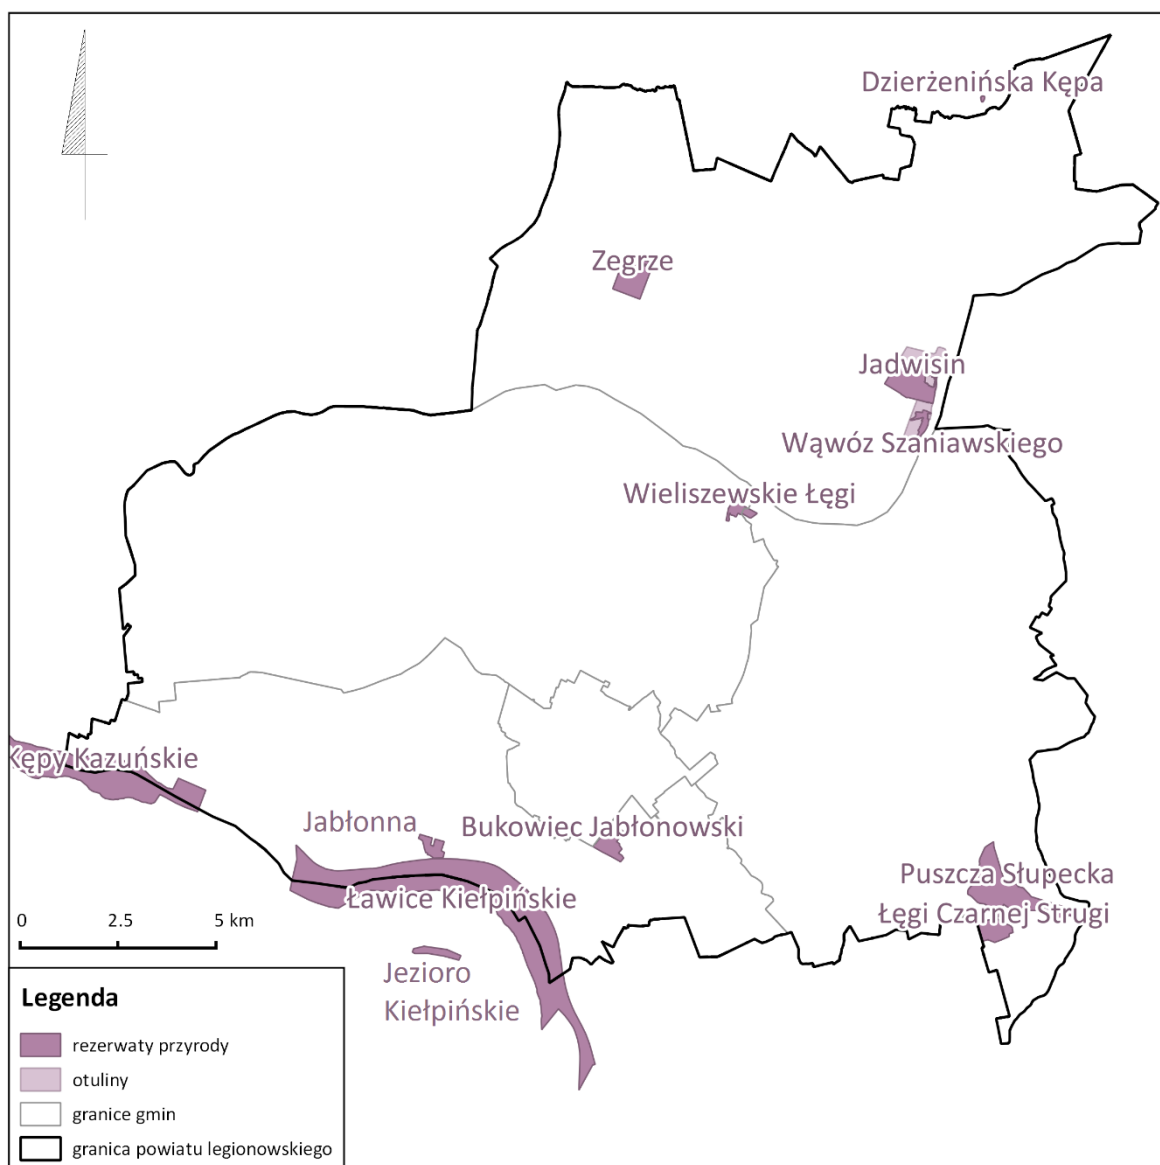 Dzierżenińska Kępa
Zegrze
Jadwisin
Wąwóz Szaniawskiego
Wieliszewskie Łęgi
Kępy Kazuńskie
Jabłonna
Bukowiec Jabłonowski
Puszcza Słupecka
Ławice Kiełpińskie
Łęgi Czarnej Strugi
0 2.5 5 km
Jezioro
Kiełpińskie
Legenda
rezerwaty przyrody
otuliny
granice gmin
granica powiatu legionowskiego